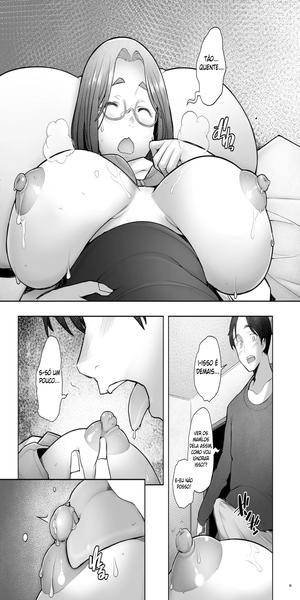 TÃO...
QUENTE...
I-ISSO É
DEMAIS...
VER OS
MAMILOS
DELA ASSIM,
COMO VOU
IGNORAR
ISSO!?
E-EU NÃO
POSSO!
S-SÓ UM
POUCO...